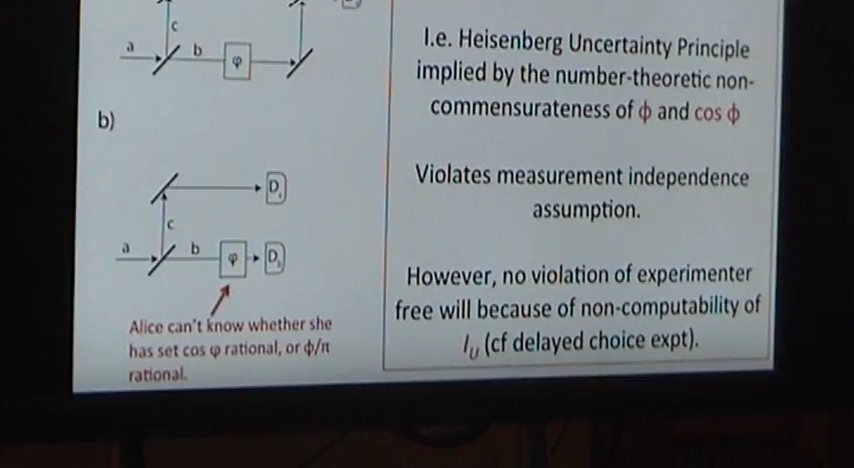 c
a
b
φ
b)
D
c
a
b
φ
D
Alice can't know whether she
has set cos φ rational, or ϕ/π
rational.
I.e. Heisenberg Uncertainty Principle
implied by the number-theoretic non-
commensurateness of ϕ and cos ϕ
Violates measurement independence
assumption.
However, no violation of experimenter
free will because of non-computability of
I_U (cf delayed choice expt).